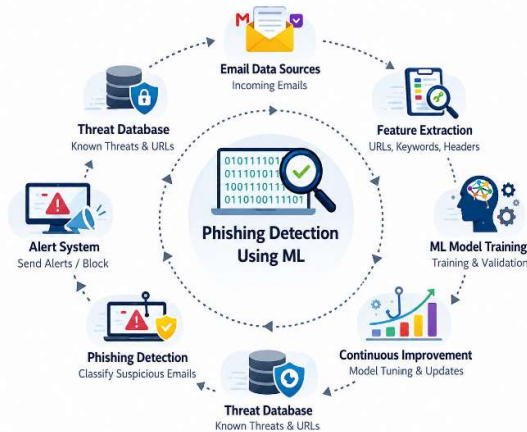 Email Data Sources
Incoming Emails
Feature Extraction
URLs, Keywords, Headers
ML Model Training
Training & Validation
Continuous Improvement
Model Tuning & Updates
Threat Database
Known Threats & URLs
Phishing Detection
Classify Suspicious Emails
Alert System
Send Alerts / Block
Threat Database
Known Threats & URLs
Phishing Detection
Using ML